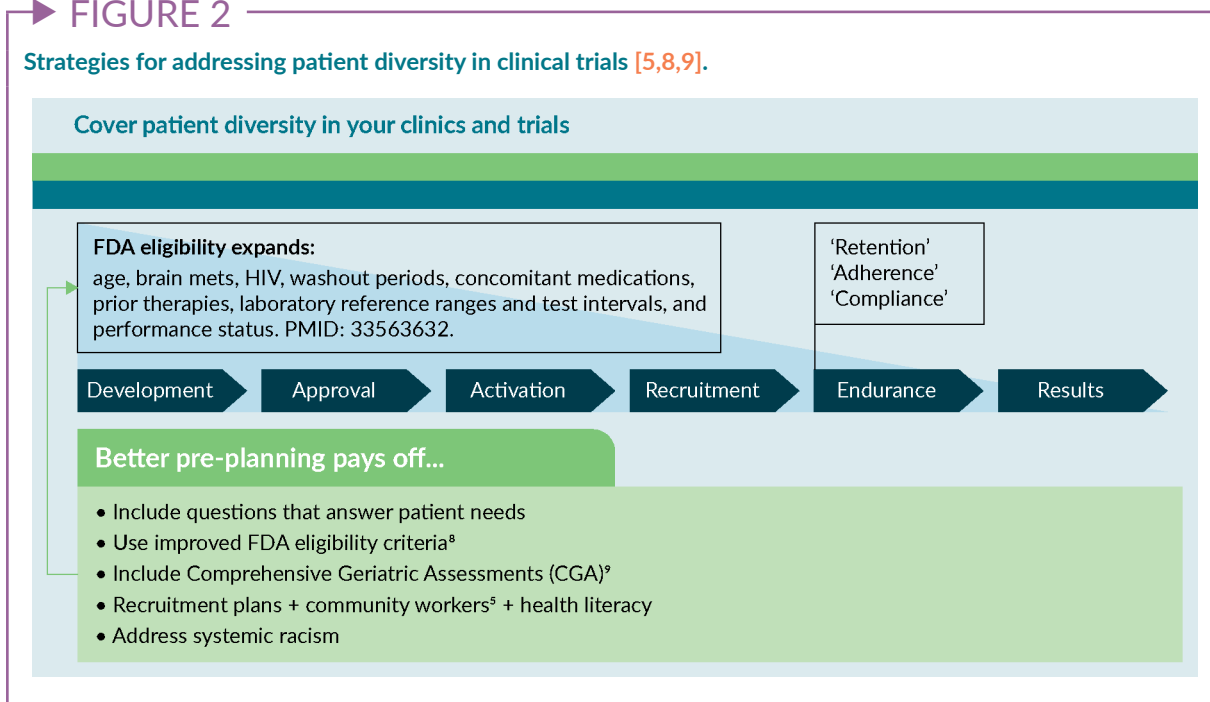 FIGURE 2
Strategies for addressing patient diversity in clinical trials [5,8,9].
Cover patient diversity in your clinics and trials
FDA eligibility expands:
age, brain mets, HIV, washout periods, concomitant medications,
prior therapies, laboratory reference ranges and test intervals, and
performance status. PMID: 33563632.
‘Retention’
‘Adherence’
‘Compliance’
Development
Approval
Activation
Recruitment
Endurance
Results
Better pre-planning pays off...
• Include questions that answer patient needs
• Use improved FDA eligibility criteria⁸
• Include Comprehensive Geriatric Assessments (CGA)⁹
• Recruitment plans + community workers⁵ + health literacy
• Address systemic racism